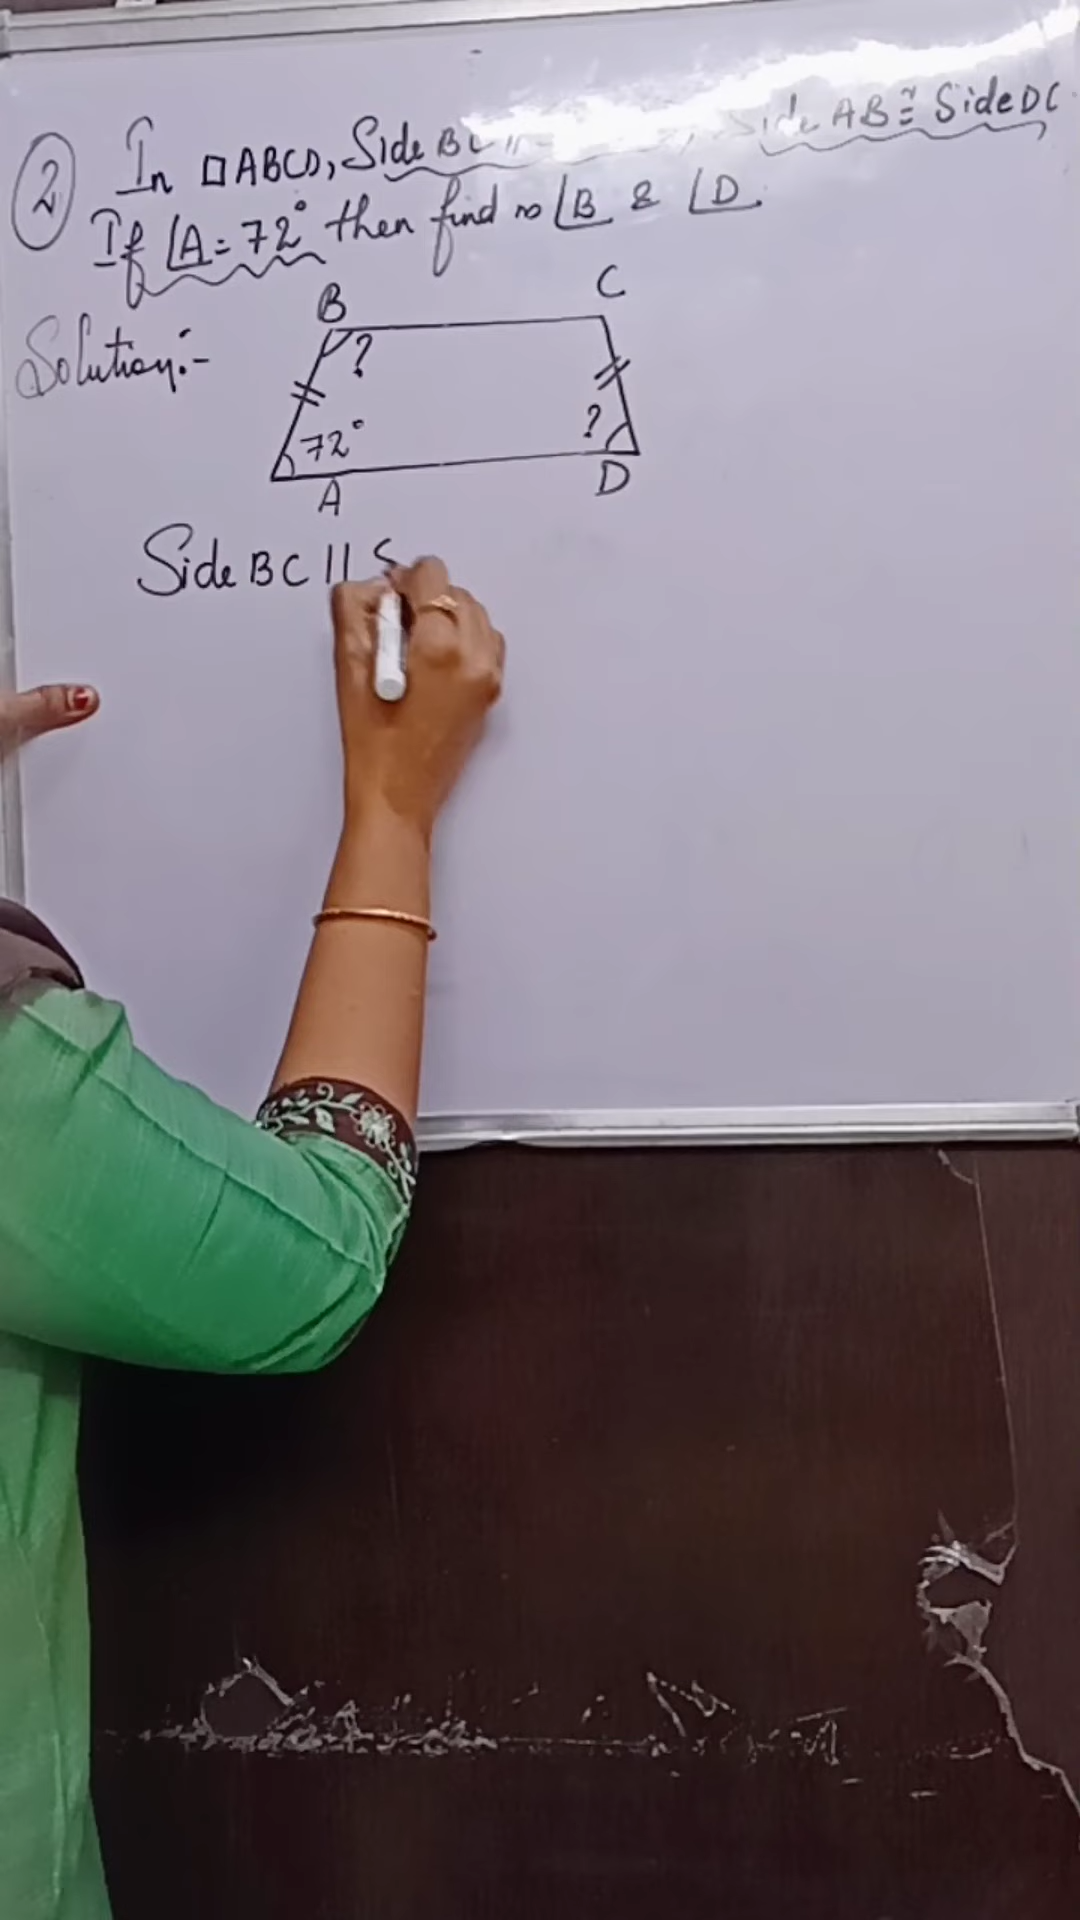 ② In □ABCD, Side BC || Side AB ≅ Side DC.
If ∠A = 72° then find ∠B & ∠D.
Solution:-
B C
?
72° ?
A D
Side BC || S